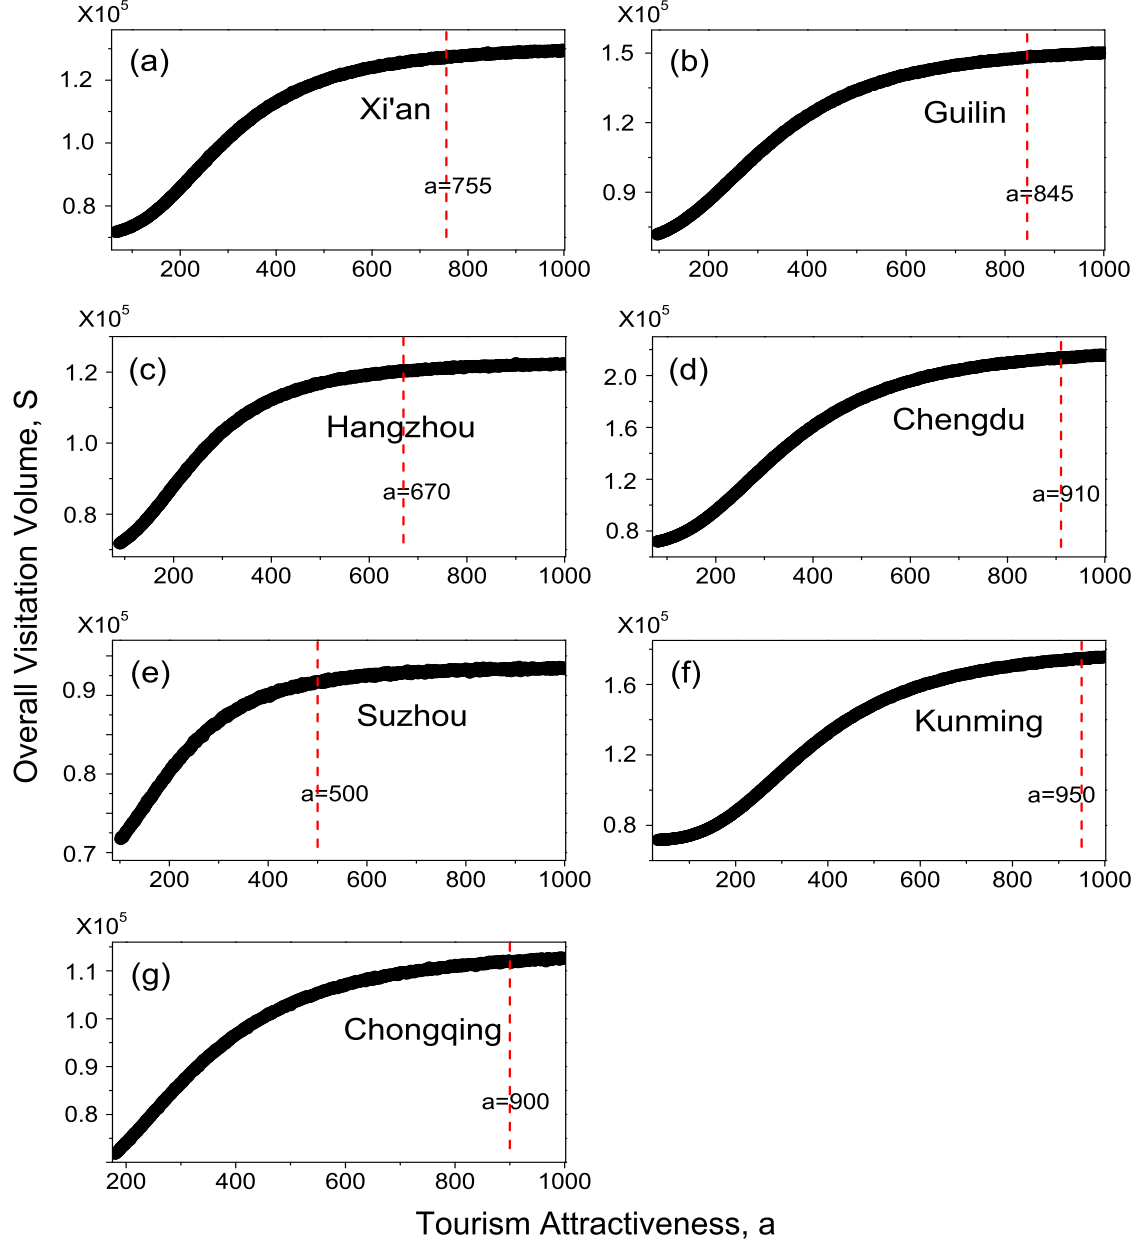 X10^5
(a)
Xi'an
a=755
1.2
1.0
0.8
200 400 600 800 1000
X10^5
(b)
Guilin
a=845
1.5
1.2
0.9
200 400 600 800 1000
X10^5
(c)
Hangzhou
a=670
1.2
1.0
0.8
200 400 600 800 1000
X10^5
(d)
Chengdu
a=910
2.0
1.6
1.2
0.8
200 400 600 800 1000
X10^5
(e)
Suzhou
a=500
0.9
0.8
0.7
200 400 600 800 1000
X10^5
(f)
Kunming
a=950
1.6
1.2
0.8
200 400 600 800 1000
X10^5
(g)
Chongqing
a=900
1.1
1.0
0.9
0.8
200 400 600 800 1000
Overall Visitation Volume, S
Tourism Attractiveness, a